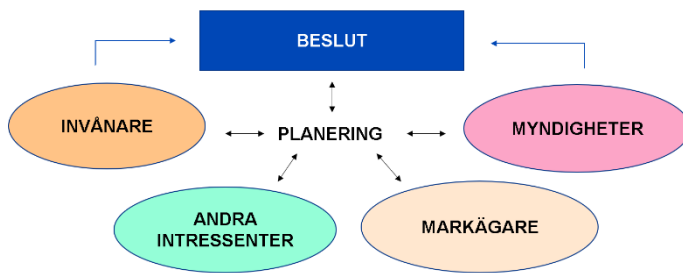 BESLUT
INVÅNARE
PLANERING
MYNDIGHETER
ANDRA
INTRESSENTER
MARKÄGARE